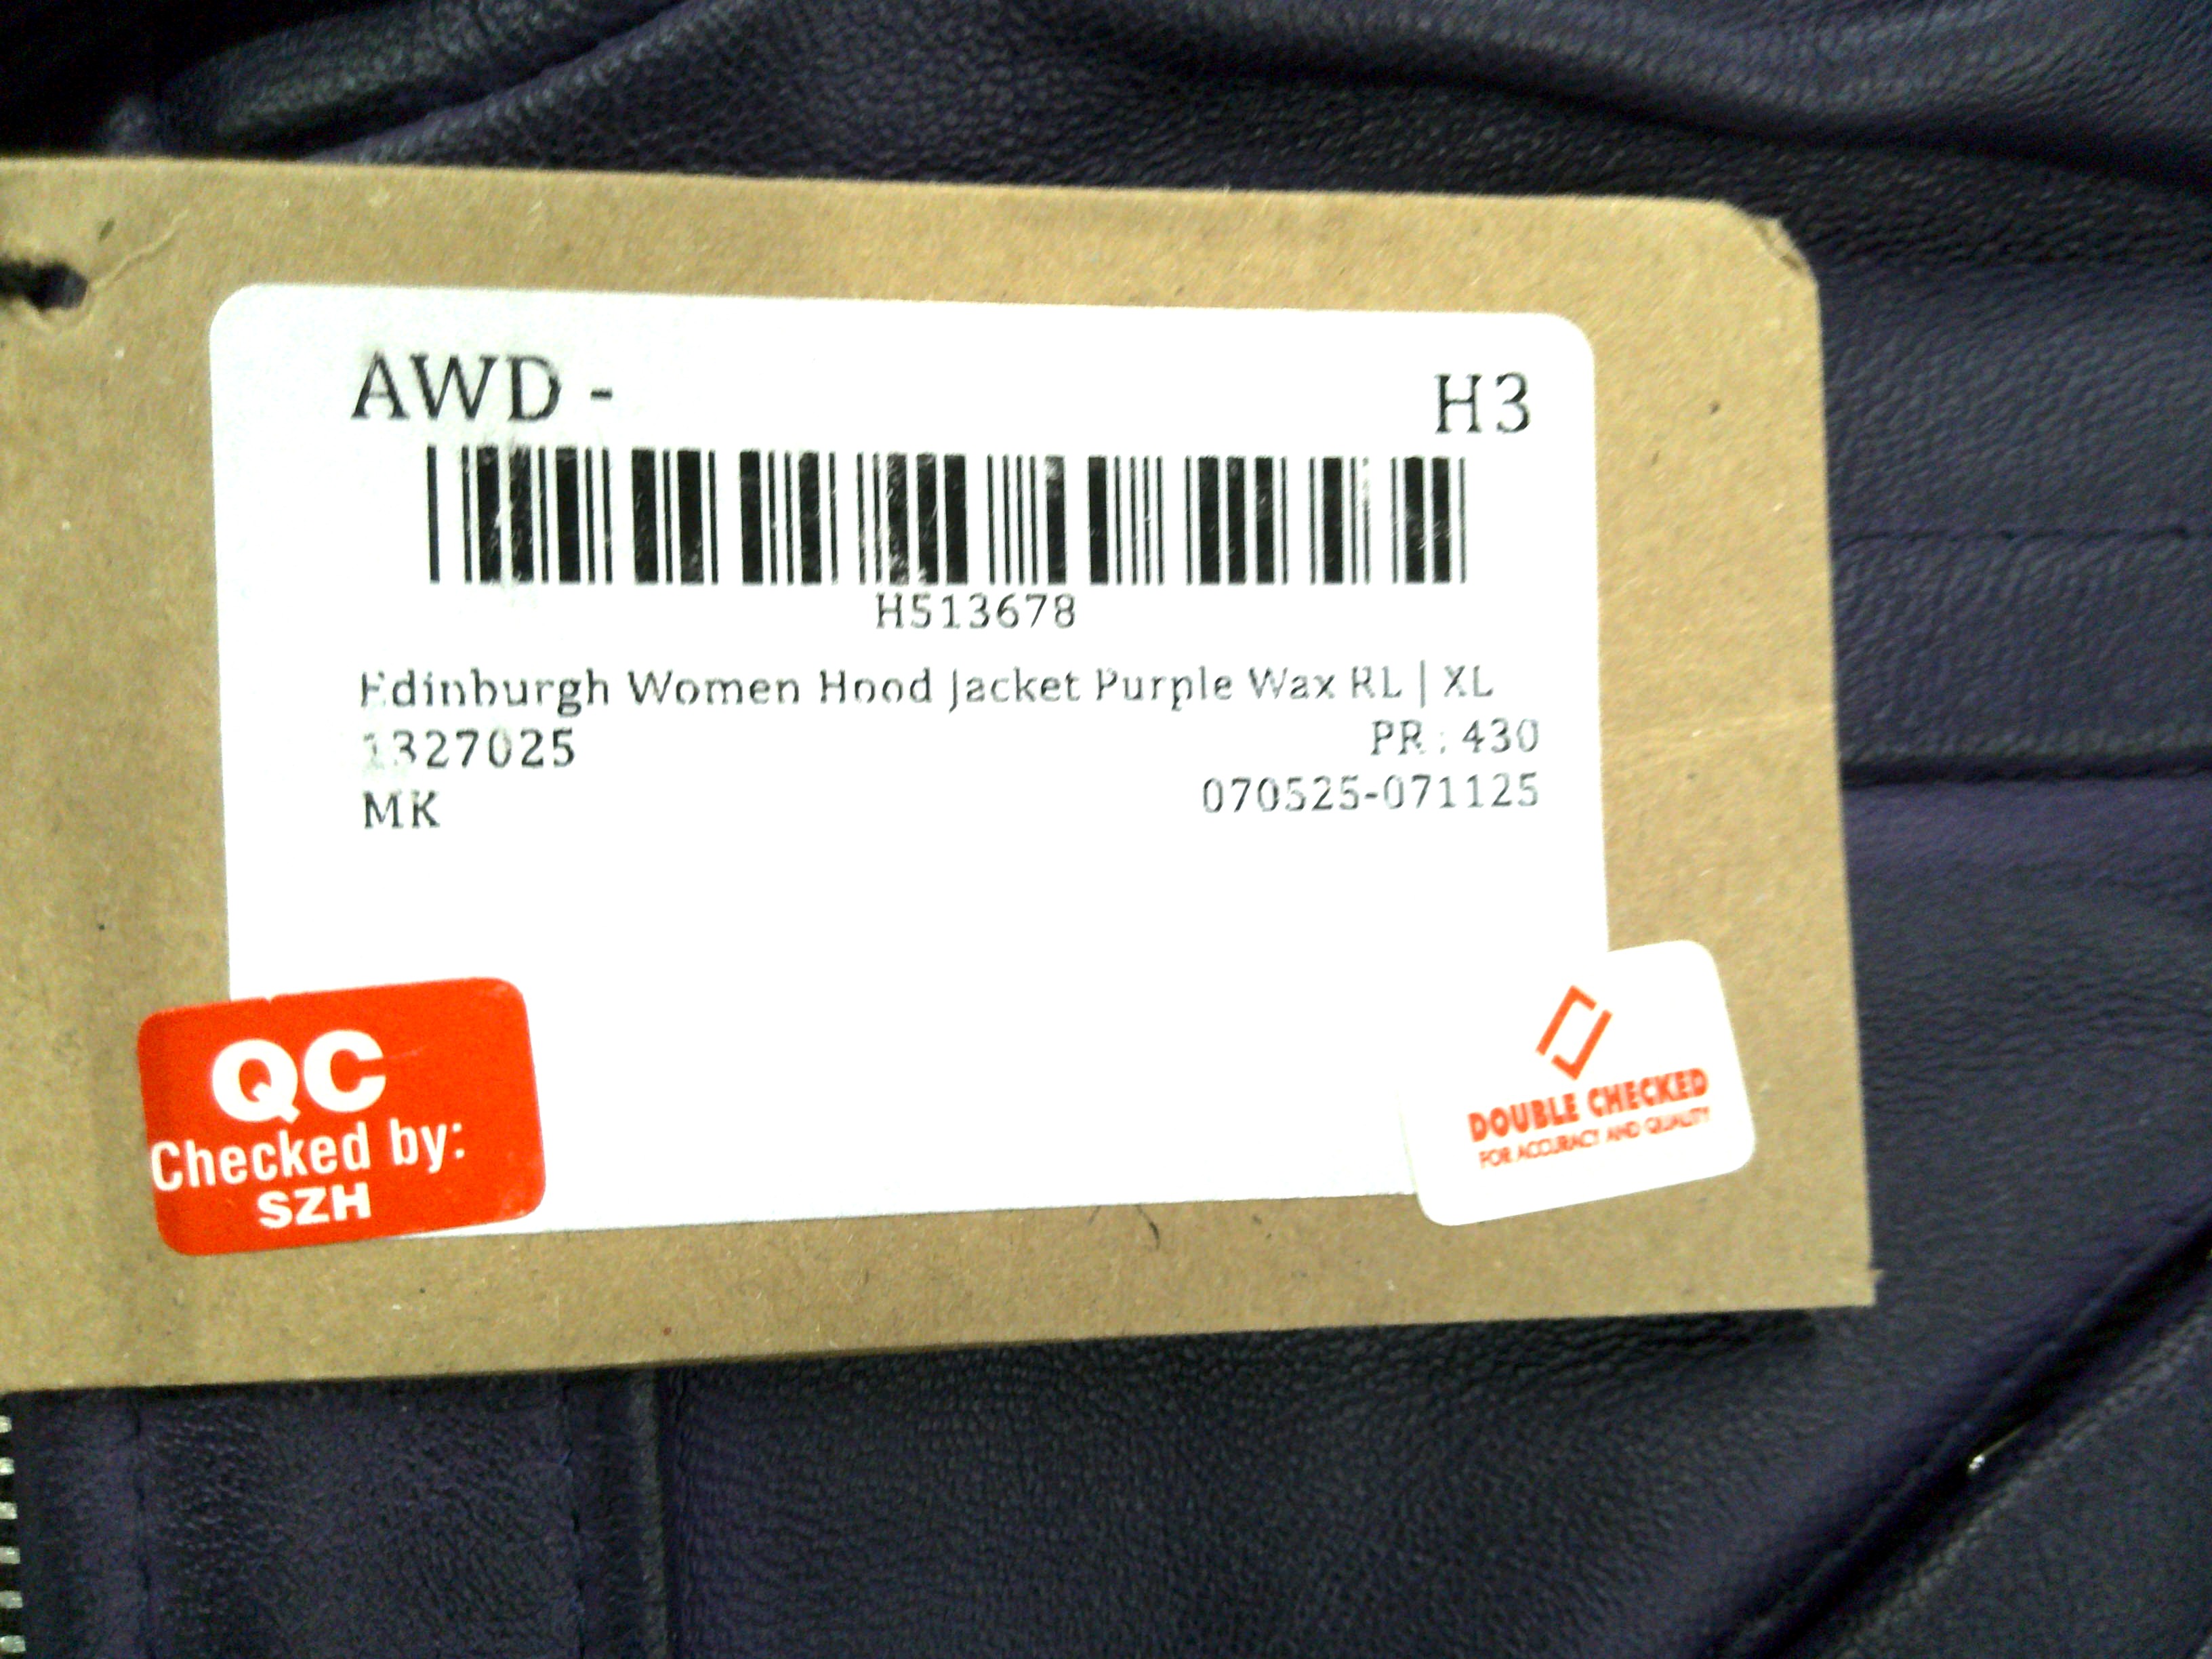 AWD - H3
H513678
Edinburgh Women Hood Jacket Purple Wax RL | XL
1327025 PR : 430
MK 070525-071125
QC
Checked by:
SZH
DOUBLE CHECKED
FOR ACCURACY AND QUALITY